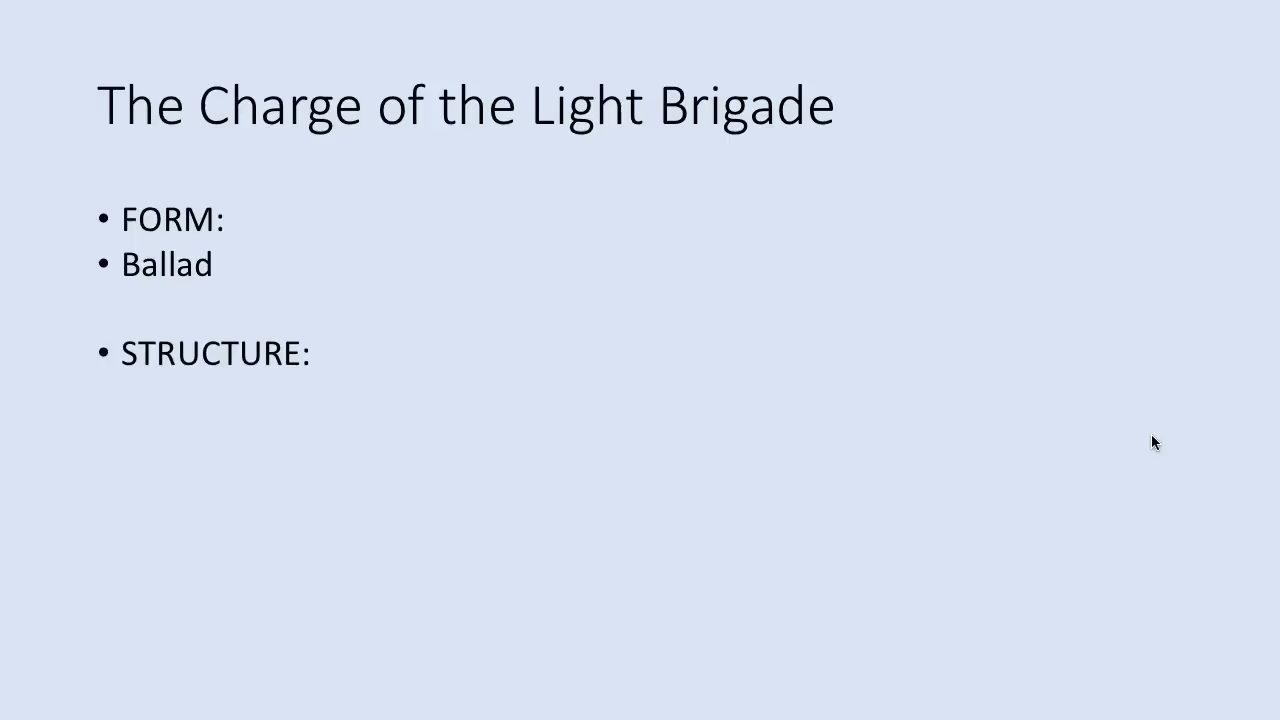 The Charge of the Light Brigade
• FORM:
• Ballad
• STRUCTURE: